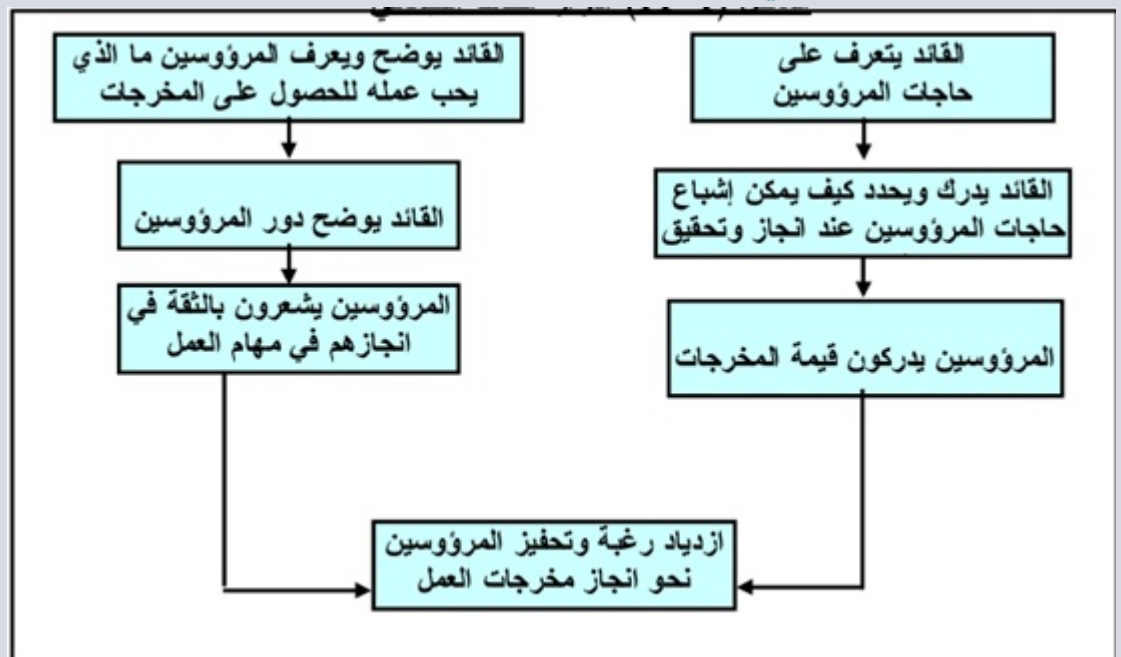 القائد يتعرف على
حاجات المرؤوسين
القائد يدرك ويحدد كيف يمكن إشباع
حاجات المرؤوسين عند انجاز وتحقيق
المرؤوسين يدركون قيمة المخرجات
القائد يوضح ويعرف المرؤوسين ما الذي
يحب عمله للحصول على المخرجات
القائد يوضح دور المرؤوسين
المرؤوسين يشعرون بالثقة في
انجازهم في مهام العمل
ازدياد رغبة وتحفيز المرؤوسين
نحو انجاز مخرجات العمل